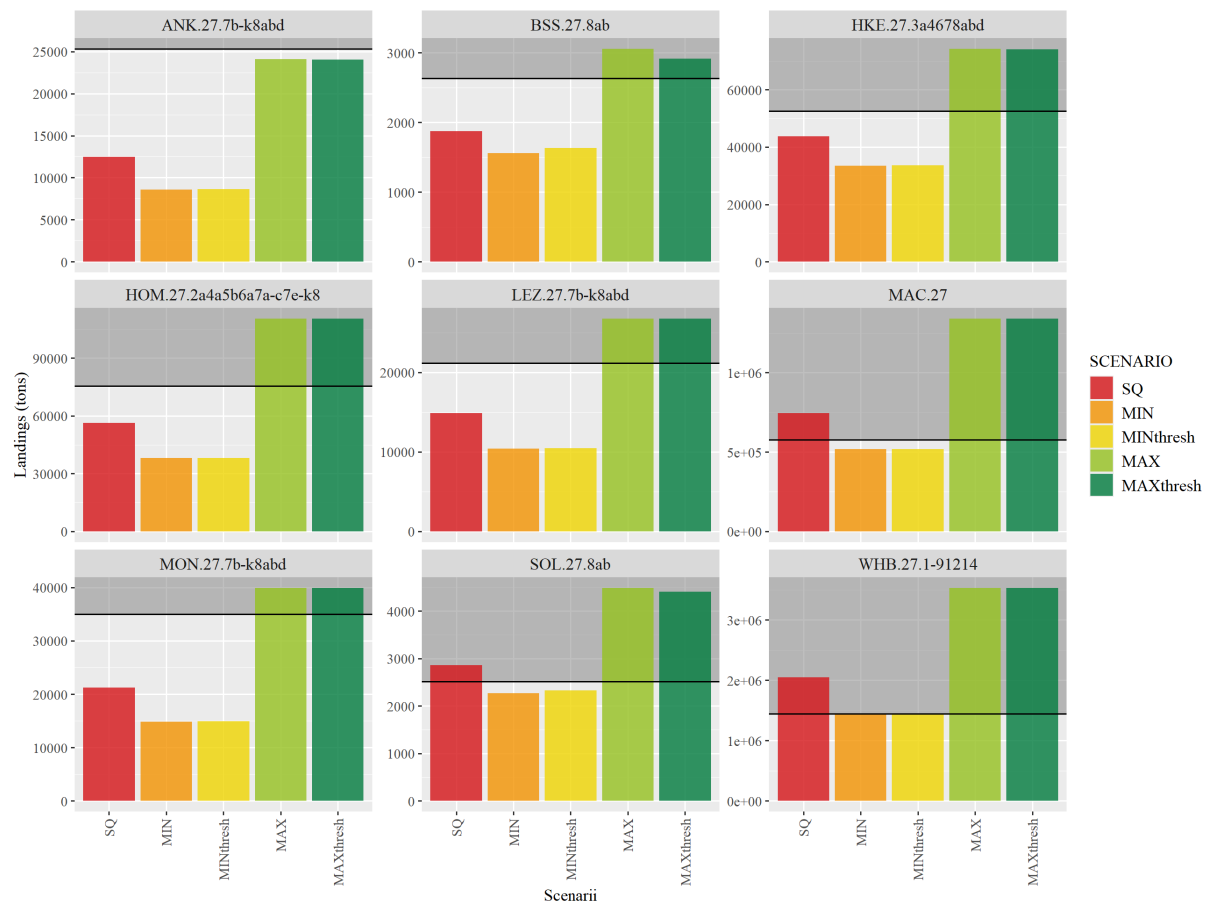 ANK.27.7b-k8abd
BSS.27.8ab
HKE.27.3a4678abd
25000
20000
15000
10000
5000
0
3000
2000
1000
0
60000
40000
20000
0
HOM.27.2a4a5b6a7a-c7e-k8
LEZ.27.7b-k8abd
MAC.27
90000
60000
30000
0
20000
10000
0
1e+06
5e+05
0e+00
MON.27.7b-k8abd
SOL.27.8ab
WHB.27.1-91214
40000
30000
20000
10000
0
4000
3000
2000
1000
0
3e+06
2e+06
1e+06
0e+00
SQ
MIN
MINthresh
MAX
MAXthresh
SQ
MIN
MINthresh
MAX
MAXthresh
SQ
MIN
MINthresh
MAX
MAXthresh
Landings (tons)
Scenarii
SCENARIO
SQ
MIN
MINthresh
MAX
MAXthresh